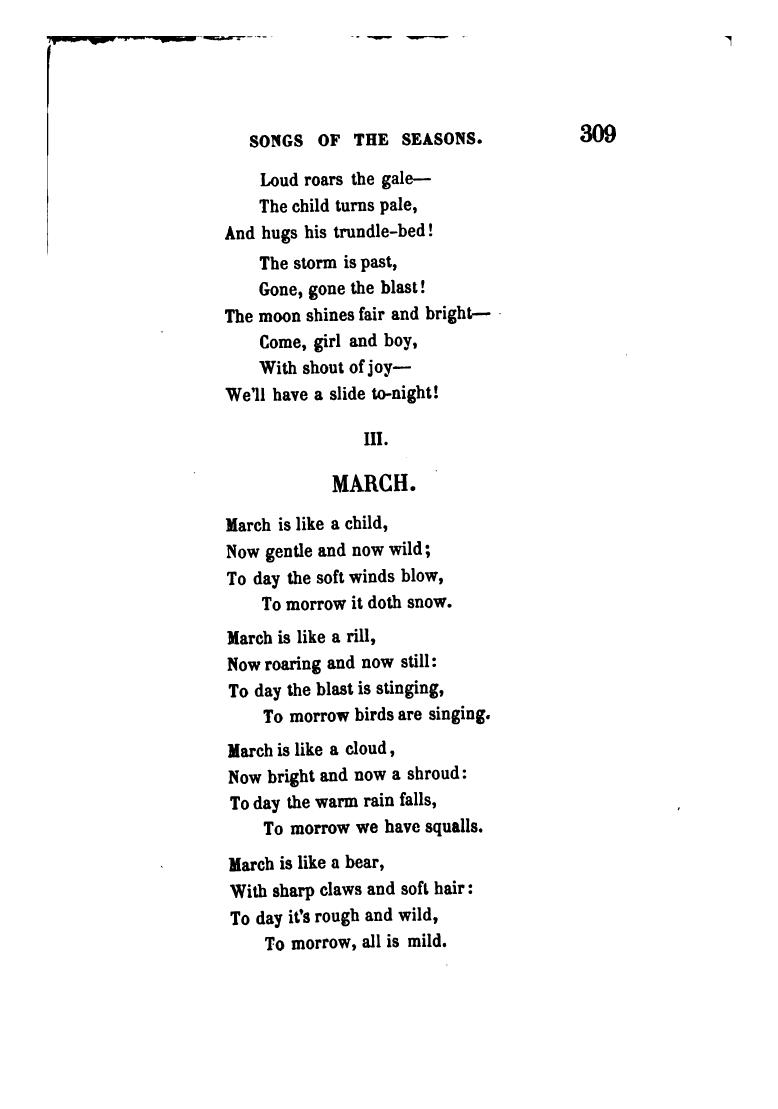 SONGS OF THE SEASONS. 309
Loud roars the gale—
The child turns pale,
And hugs his trundle-bed!
The storm is past,
Gone, gone the blast!
The moon shines fair and bright—
Come, girl and boy,
With shout of joy—
We'll have a slide to-night!
III.
MARCH.
March is like a child,
Now gentle and now wild;
To day the soft winds blow,
To morrow it doth snow.
March is like a rill,
Now roaring and now still:
To day the blast is stinging,
To morrow birds are singing.
March is like a cloud,
Now bright and now a shroud:
To day the warm rain falls,
To morrow we have squalls.
March is like a bear,
With sharp claws and soft hair:
To day it's rough and wild,
To morrow, all is mild.